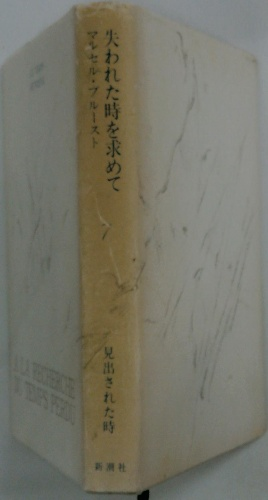 失われた時を求めて
マルセル・プルースト
7
見出された時
新潮社
A LA RECHERCHE
DU TEMPS PERDU